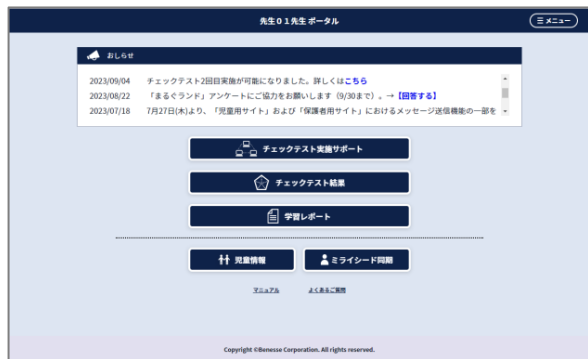 先生０１先生 ポータル
☰ メニュー
おしらせ
2023/09/04 チェックテスト2回目実施が可能になりました。詳しくはこちら
2023/08/22 「まるぐランド」アンケートにご協力をお願いします（9/30まで）。→【回答する】
2023/07/18 7月27日(木)より、「児童用サイト」および「保護者用サイト」におけるメッセージ送信機能の一部を
チェックテスト実施サポート
チェックテスト結果
学習レポート
児童情報
ミライシード同期
マニュアル よくあるご質問
Copyright ©Benesse Corporation. All rights reserved.